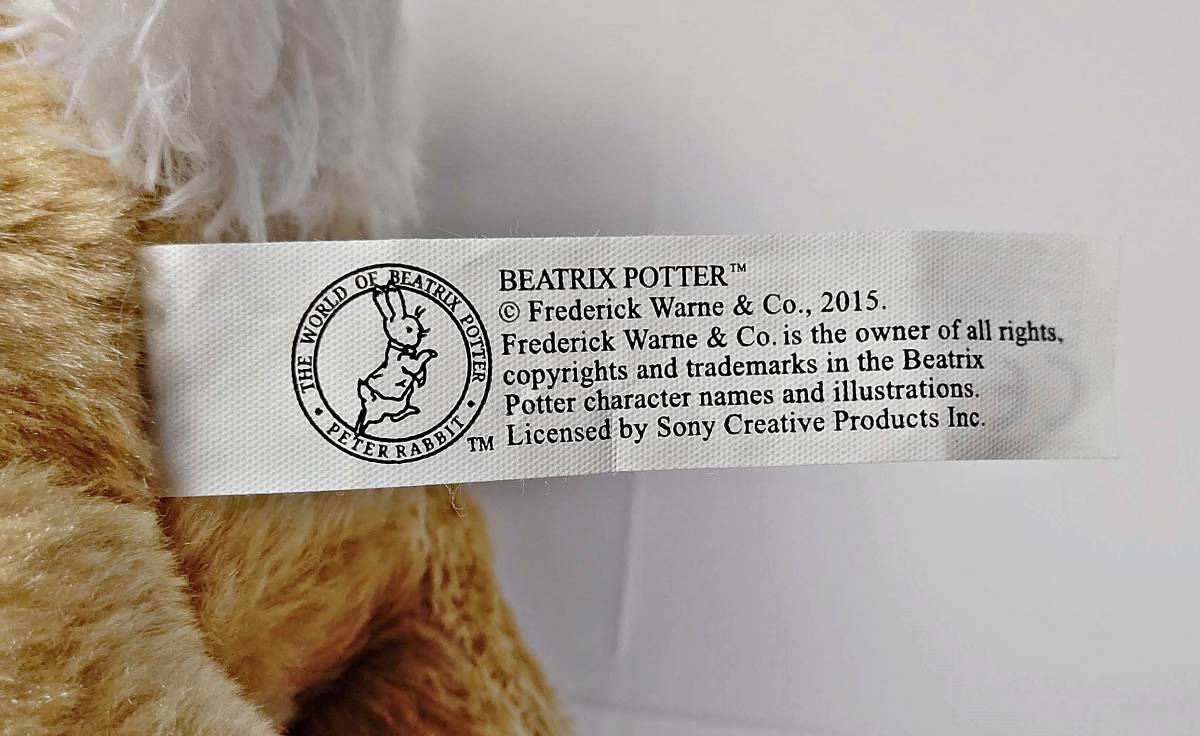 THE WORLD OF BEATRIX POTTER
• PETER RABBIT •
TM
BEATRIX POTTER™
© Frederick Warne & Co., 2015.
Frederick Warne & Co. is the owner of all rights,
copyrights and trademarks in the Beatrix
Potter character names and illustrations.
Licensed by Sony Creative Products Inc.